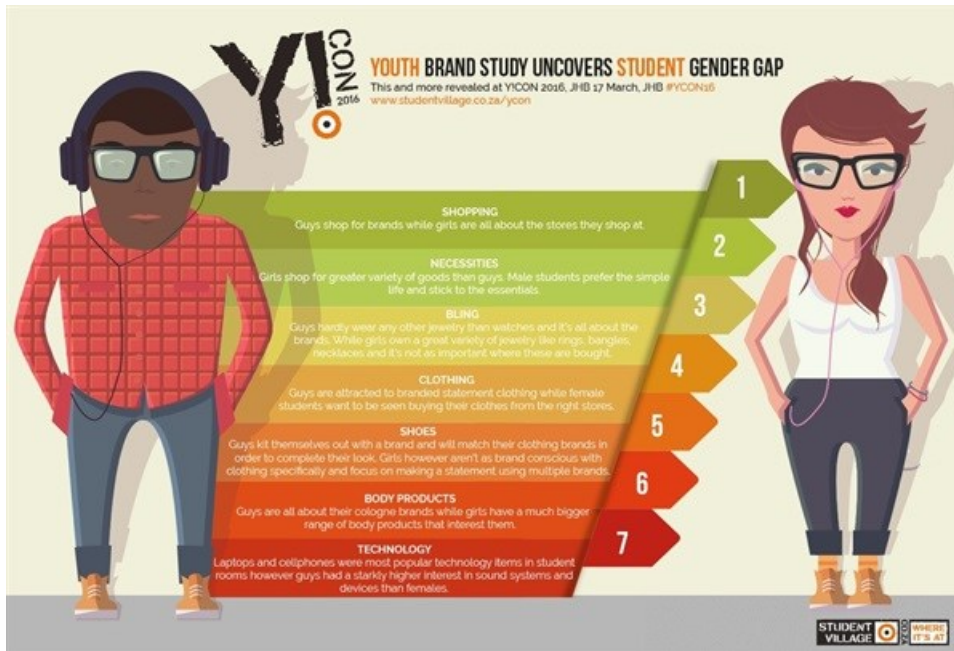 Y!
CON
2016
YOUTH BRAND STUDY UNCOVERS STUDENT GENDER GAP
This and more revealed at Y!CON 2016, JHB 17 March, JHB #YCON16
www.studentvillage.co.za/ycon
1
SHOPPING
Guys shop for brands while girls are all about the stores they shop at.
2
NECESSITIES
Girls shop for greater variety of goods than guys. Male students prefer the simple
life and stick to the essentials.
3
BLING
Guys hardly wear any other jewelry than watches and it's all about the
brands. While girls own a great variety of jewelry like rings, bangles,
necklaces and it's not as important where these are bought.
4
CLOTHING
Guys are attracted to branded statement clothing while female
students want to be seen buying their clothes from the right stores.
5
SHOES
Guys kit themselves out with a brand and will match their clothing brands in
order to complete their look. Girls however aren't as brand conscious with
clothing specifically and focus on making a statement using multiple brands.
6
BODY PRODUCTS
Guys are all about their cologne brands while girls have a much bigger
range of body products that interest them.
7
TECHNOLOGY
Laptops and cellphones were most popular technology items in student
rooms however guys had a starkly higher interest in sound systems and
devices than females.
STUDENT
VILLAGE
CO.ZA
WHERE
IT'S AT